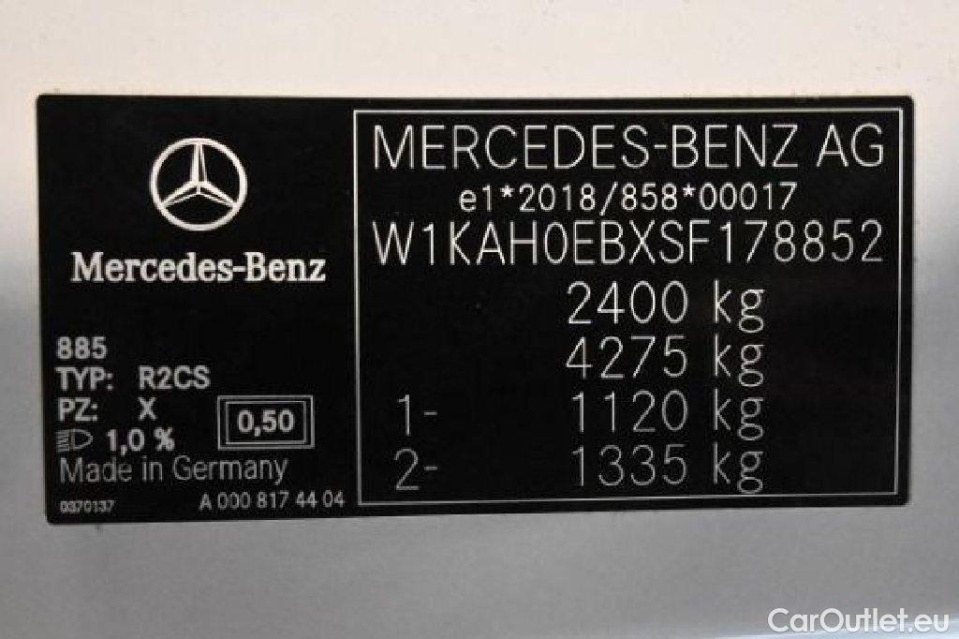 Mercedes-Benz
885
TYP: R2CS
PZ: X
1,0 %
0,50
Made in Germany
0370137
A 000 817 44 04
MERCEDES-BENZ AG
e1*2018/858*00017
W1KAH0EBXSF178852
2400 kg
4275 kg
1- 1120 kg
2- 1335 kg
CarOutlet.eu